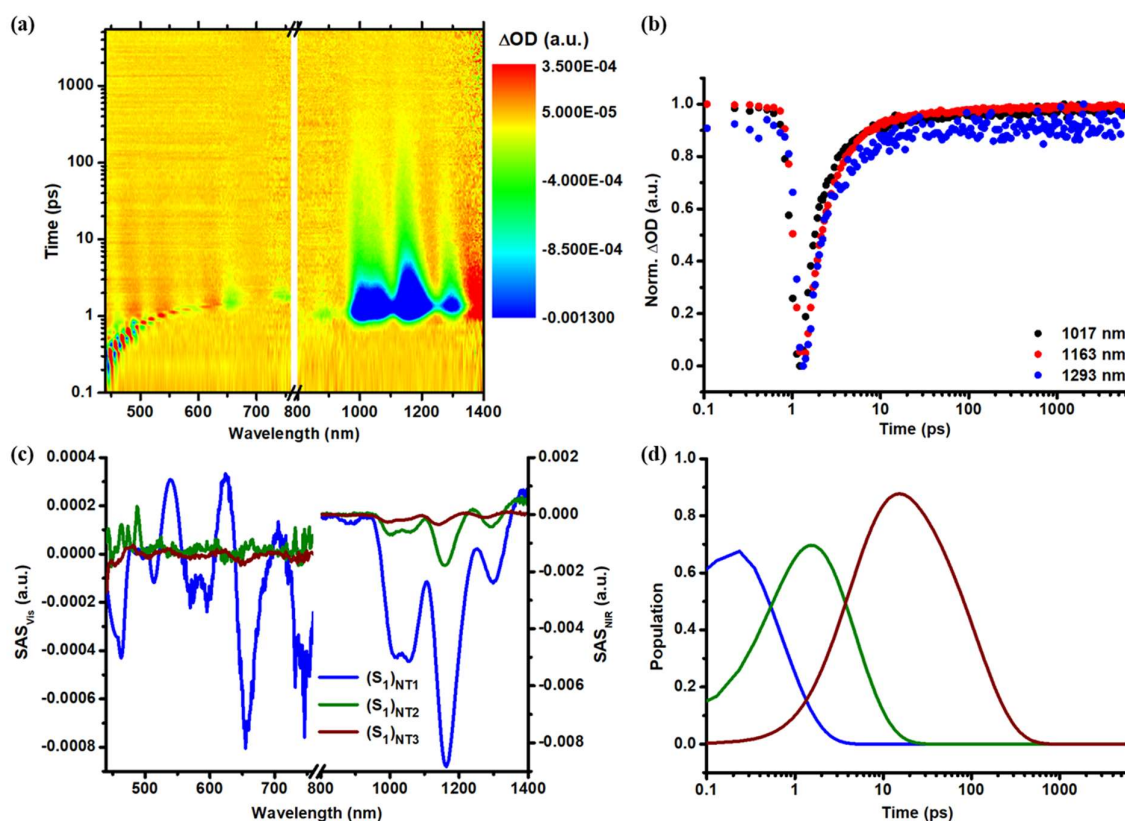 (a)
ΔOD (a.u.)
3.500E-04
5.000E-05
-4.000E-04
-8.500E-04
-0.001300
Time (ps)
1000
100
10
1
0.1
500 600 700 800 1000 1200 1400
Wavelength (nm)
(b)
Norm. ΔOD (a.u.)
1.0
0.8
0.6
0.4
0.2
0.0
1017 nm
1163 nm
1293 nm
0.1 1 10 100 1000
Time (ps)
(c)
SAS_Vis (a.u.)
0.0004
0.0002
0.0000
-0.0002
-0.0004
-0.0006
-0.0008
0.002
0.000
-0.002
-0.004
-0.006
-0.008
SAS_NIR (a.u.)
(S₁)_NT1
(S₁)_NT2
(S₁)_NT3
500 600 700 800 1000 1200 1400
Wavelength (nm)
(d)
Population
1.0
0.8
0.6
0.4
0.2
0.0
0.1 1 10 100 1000
Time (ps)